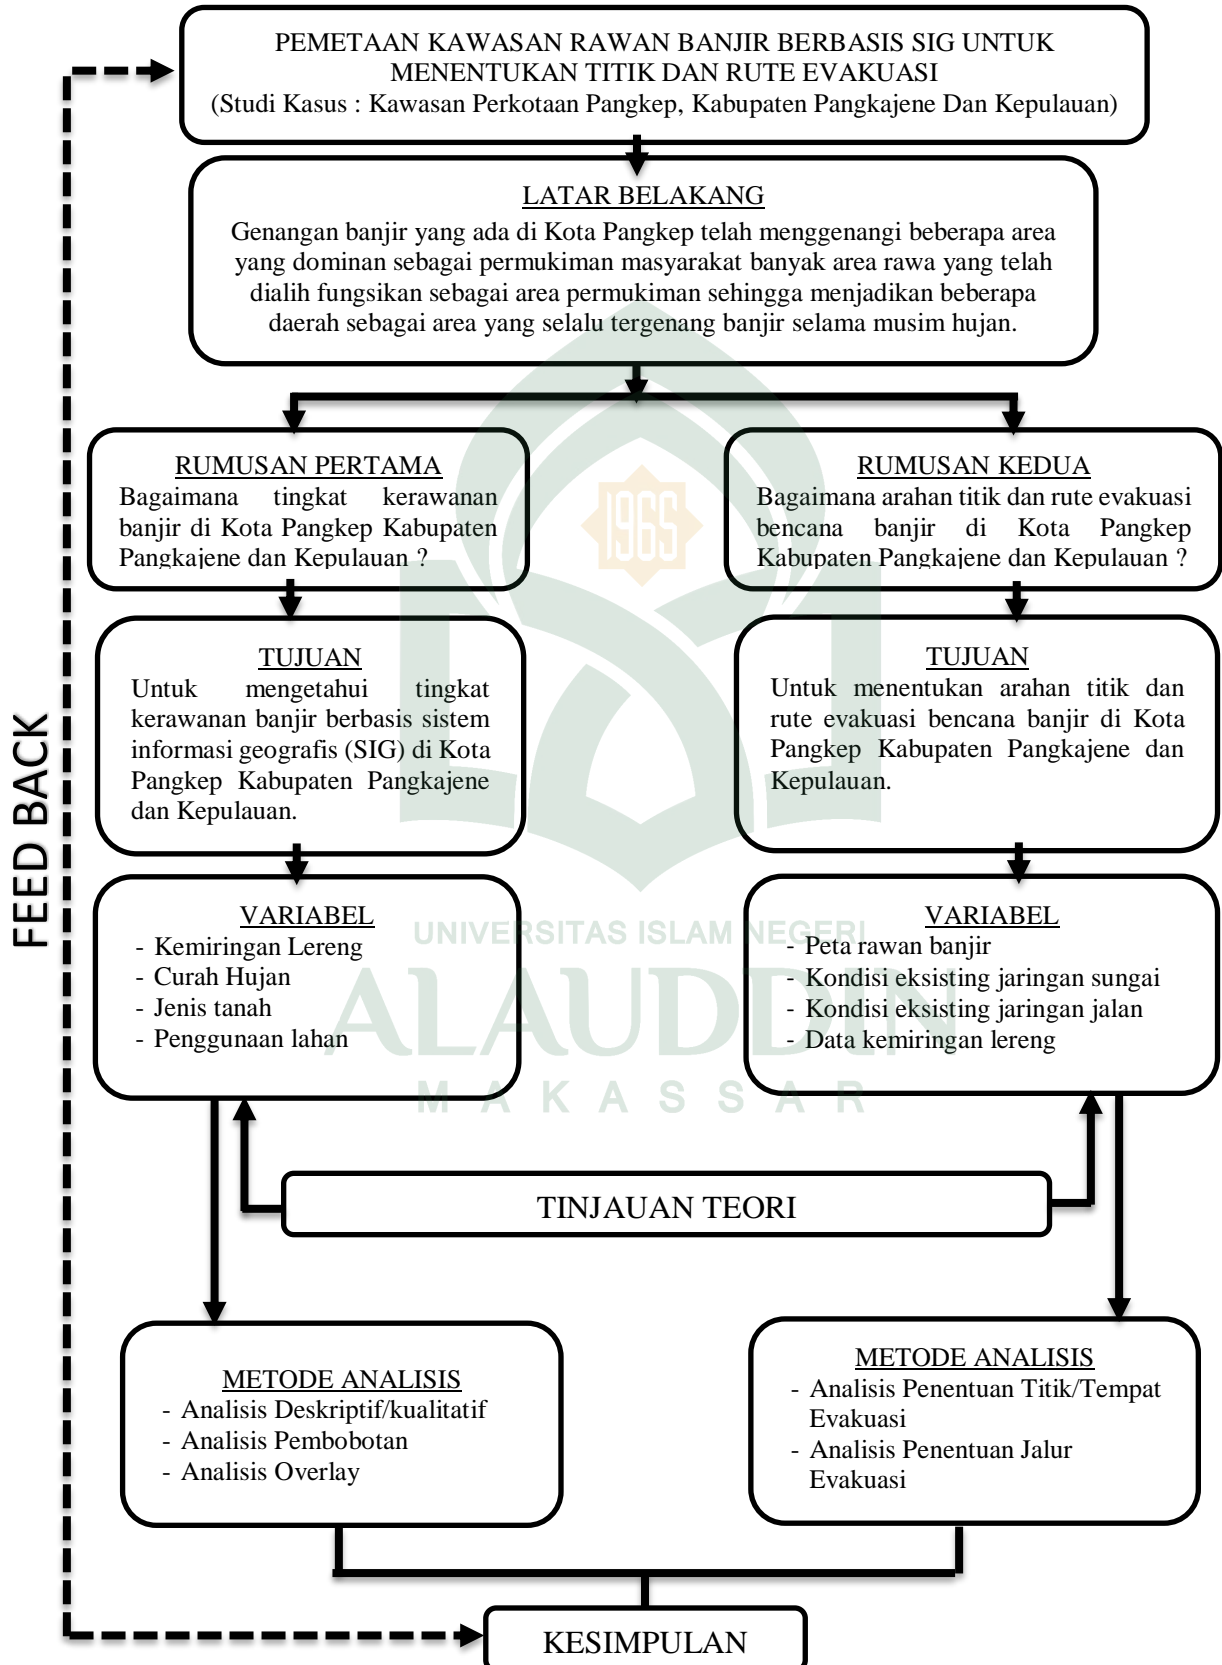 PEMETAAN KAWASAN RAWAN BANJIR BERBASIS SIG UNTUK
MENENTUKAN TITIK DAN RUTE EVAKUASI
(Studi Kasus : Kawasan Perkotaan Pangkep, Kabupaten Pangkajene Dan Kepulauan)
LATAR BELAKANG
Genangan banjir yang ada di Kota Pangkep telah menggenangi beberapa area
yang dominan sebagai permukiman masyarakat banyak area rawa yang telah
dialih fungsikan sebagai area permukiman sehingga menjadikan beberapa
daerah sebagai area yang selalu tergenang banjir selama musim hujan.
RUMUSAN PERTAMA
Bagaimana tingkat kerawanan
banjir di Kota Pangkep Kabupaten
Pangkajene dan Kepulauan ?
RUMUSAN KEDUA
Bagaimana arahan titik dan rute evakuasi
bencana banjir di Kota Pangkep
Kabupaten Pangkajene dan Kepulauan ?
1965
TUJUAN
Untuk mengetahui tingkat
kerawanan banjir berbasis sistem
informasi geografis (SIG) di Kota
Pangkep Kabupaten Pangkajene
dan Kepulauan.
TUJUAN
Untuk menentukan arahan titik dan
rute evakuasi bencana banjir di Kota
Pangkep Kabupaten Pangkajene dan
Kepulauan.
FEED BACK
VARIABEL
- Kemiringan Lereng
- Curah Hujan
- Jenis tanah
- Penggunaan lahan
VARIABEL
- Peta rawan banjir
- Kondisi eksisting jaringan sungai
- Kondisi eksisting jaringan jalan
- Data kemiringan lereng
UNIVERSITAS ISLAM NEGERI
ALAUDDIN
MAKASSAR
TINJAUAN TEORI
METODE ANALISIS
- Analisis Deskriptif/kualitatif
- Analisis Pembobotan
- Analisis Overlay
METODE ANALISIS
- Analisis Penentuan Titik/Tempat
Evakuasi
- Analisis Penentuan Jalur
Evakuasi
KESIMPULAN